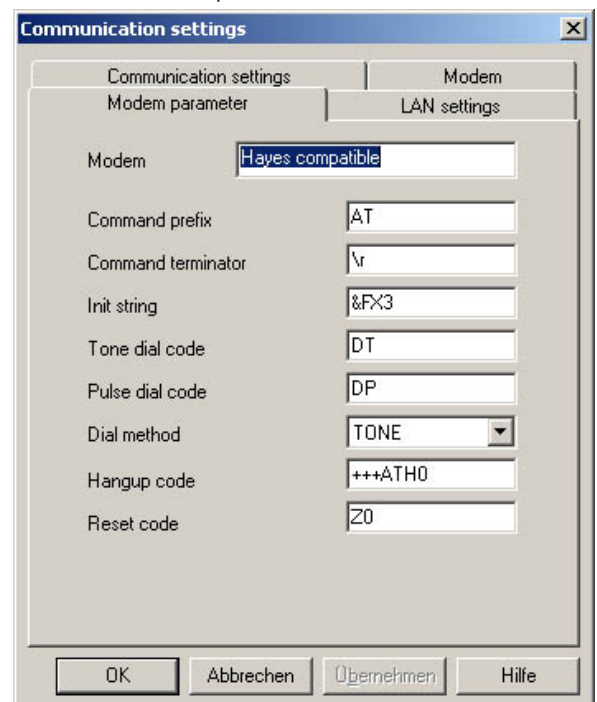 Communication settings
Communication settings Modem
Modem parameter LAN settings
Modem Hayes compatible
Command prefix AT
Command terminator \r
Init string &FX3
Tone dial code DT
Pulse dial code DP
Dial method TONE
Hangup code +++ATH0
Reset code Z0
OK Abbrechen Übernehmen Hilfe